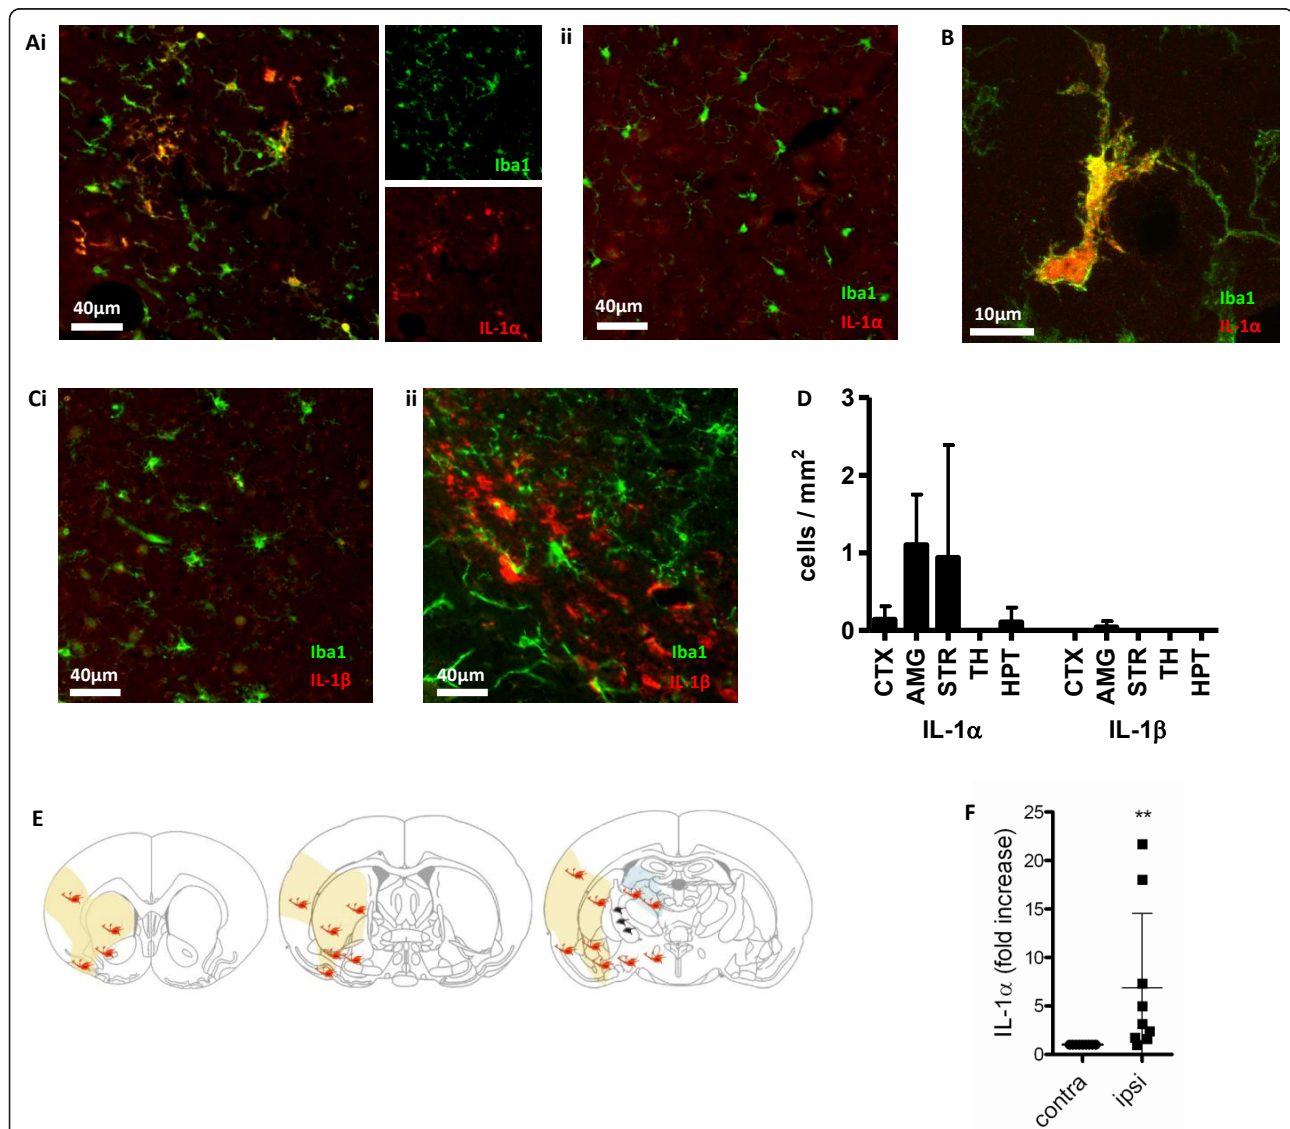 Ai
Iba1
IL-1α
40μm
ii
Iba1
IL-1α
40μm
B
Iba1
IL-1α
10μm
Ci
Iba1
IL-1β
40μm
ii
Iba1
IL-1β
40μm
D
cells / mm²
3
2
1
0
CTX
AMG
STR
TH
HPT
CTX
AMG
STR
TH
HPT
IL-1α
IL-1β
E
F
IL-1α (fold increase)
25
20
15
10
5
0
**
contra
ipsi